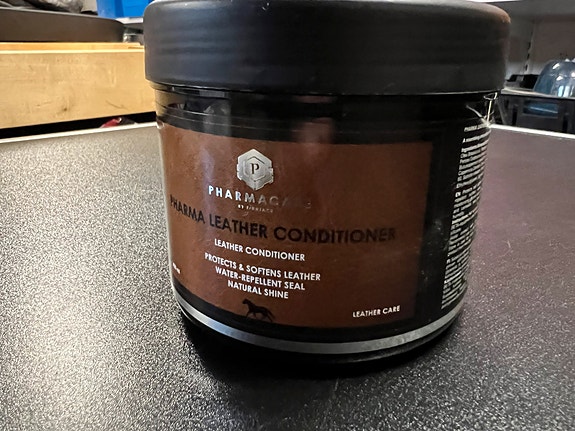 P
PHARMACARE
PHARMA LEATHER CONDITIONER
LEATHER CONDITIONER
PROTECTS & SOFTENS LEATHER
WATER-REPELLENT SEAL
NATURAL SHINE
LEATHER CARE